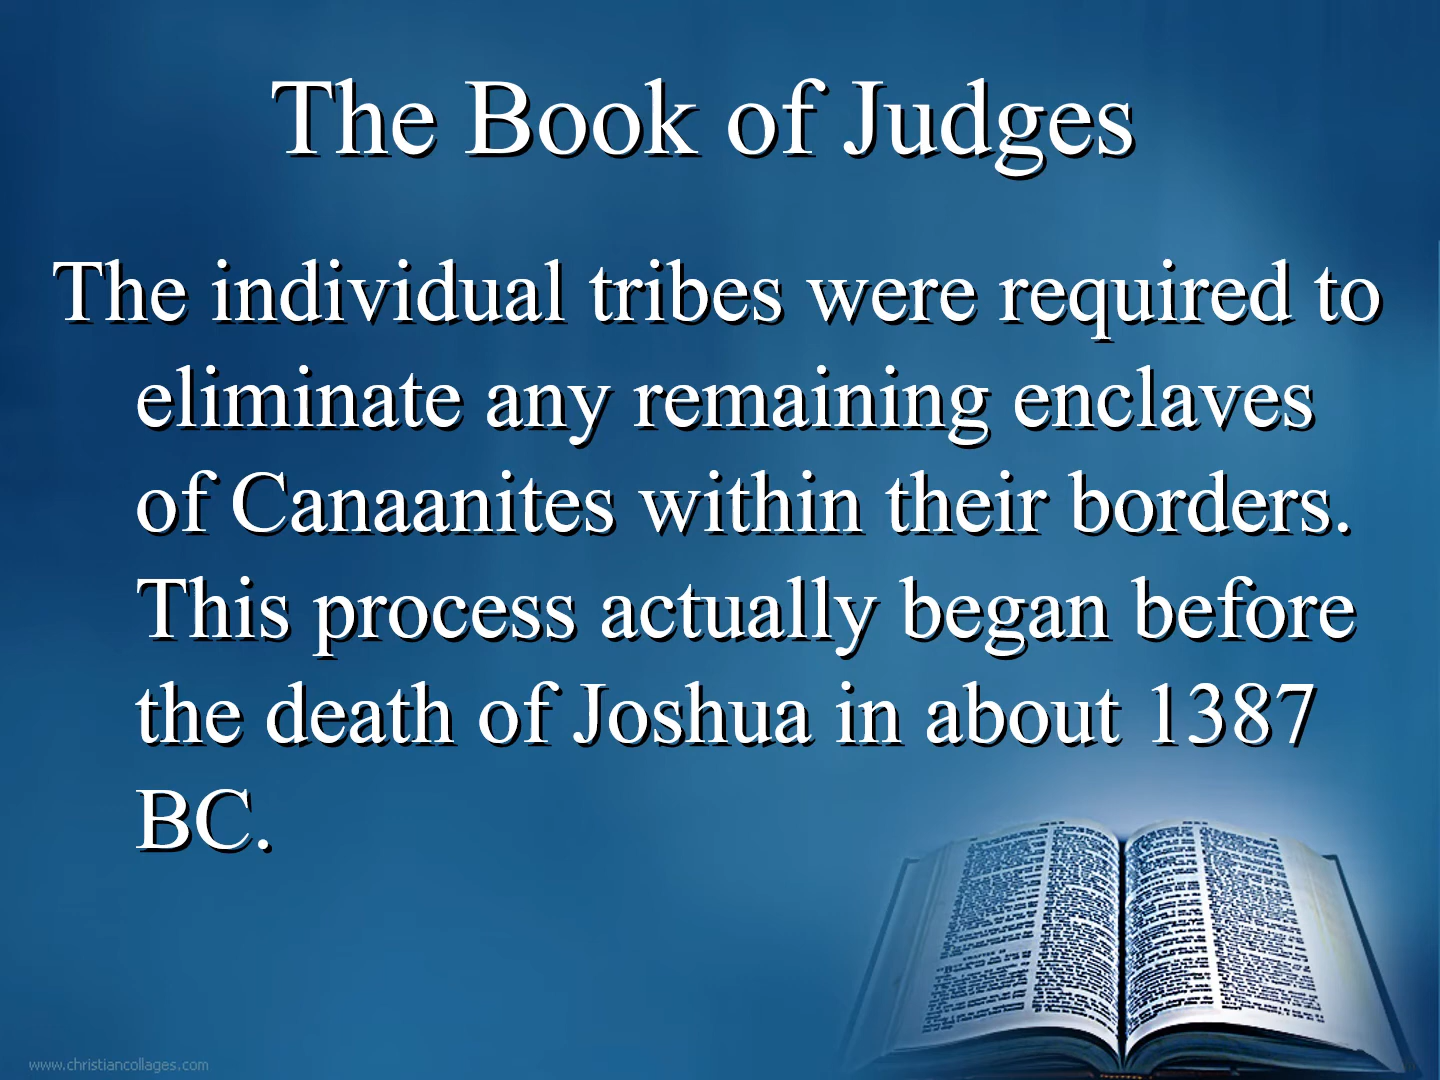 The Book of Judges
The individual tribes were required to
eliminate any remaining enclaves
of Canaanites within their borders.
This process actually began before
the death of Joshua in about 1387
BC.
www.christiancollages.com